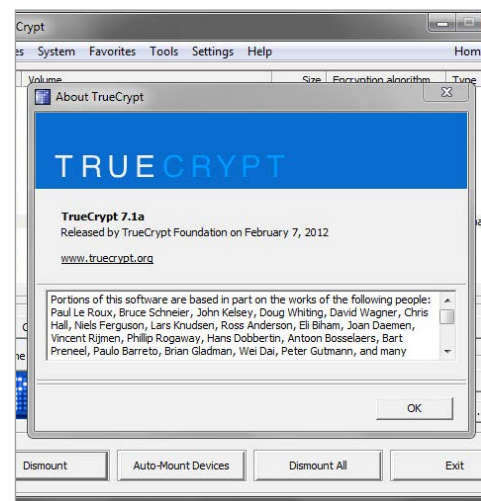 Crypt
es System Favorites Tools Settings Help Hom
Volume Size Encryption algorithm Type
About TrueCrypt
TRUECRYPT
TrueCrypt 7.1a
Released by TrueCrypt Foundation on February 7, 2012
www.truecrypt.org
Portions of this software are based in part on the works of the following people:
Paul Le Roux, Bruce Schneier, John Kelsey, Doug Whiting, David Wagner, Chris
Hall, Niels Ferguson, Lars Knudsen, Ross Anderson, Eli Biham, Joan Daemen,
Vincent Rijmen, Phillip Rogaway, Hans Dobbertin, Antoon Bosselaers, Bart
Preneel, Paulo Barreto, Brian Gladman, Wei Dai, Peter Gutmann, and many
OK
Dismount Auto-Mount Devices Dismount All Exit